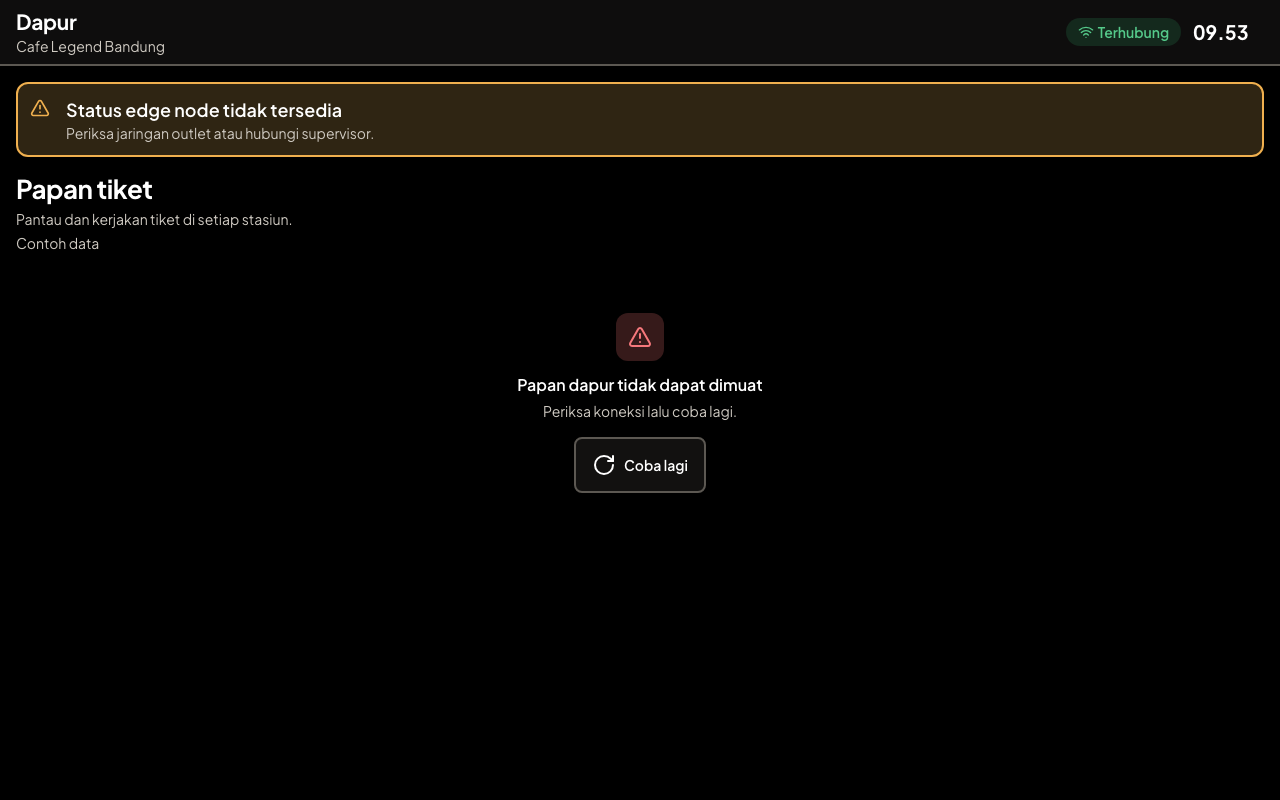 Dapur
Cafe Legend Bandung
Terhubung
09.53
Status edge node tidak tersedia
Periksa jaringan outlet atau hubungi supervisor.
Papan tiket
Pantau dan kerjakan tiket di setiap stasiun.
Contoh data
Papan dapur tidak dapat dimuat
Periksa koneksi lalu coba lagi.
Coba lagi